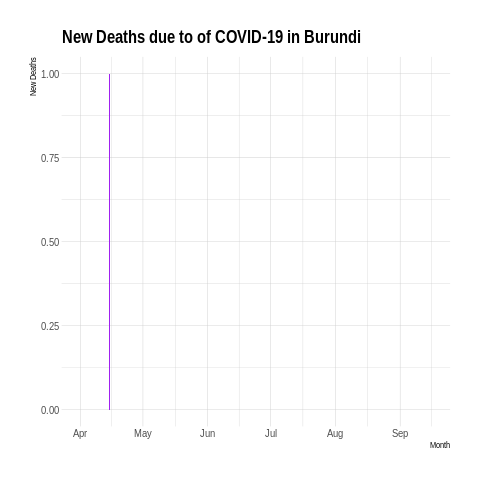 New Deaths due to of COVID-19 in Burundi
New Deaths
1.00
0.75
0.50
0.25
0.00
Apr May Jun Jul Aug Sep
Month